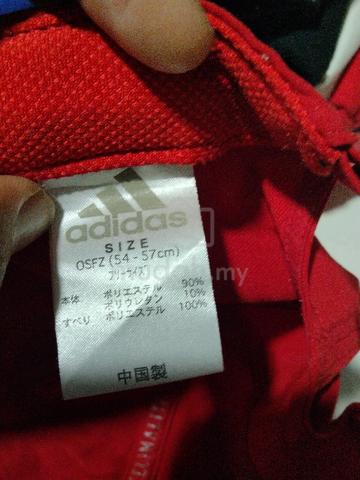 adidas
SIZE
OSFZ (54 - 57cm)
フリーサイズ
本体 ポリエステル 90%
ポリウレタン 10%
すべり ポリエステル 100%
中国製
.my